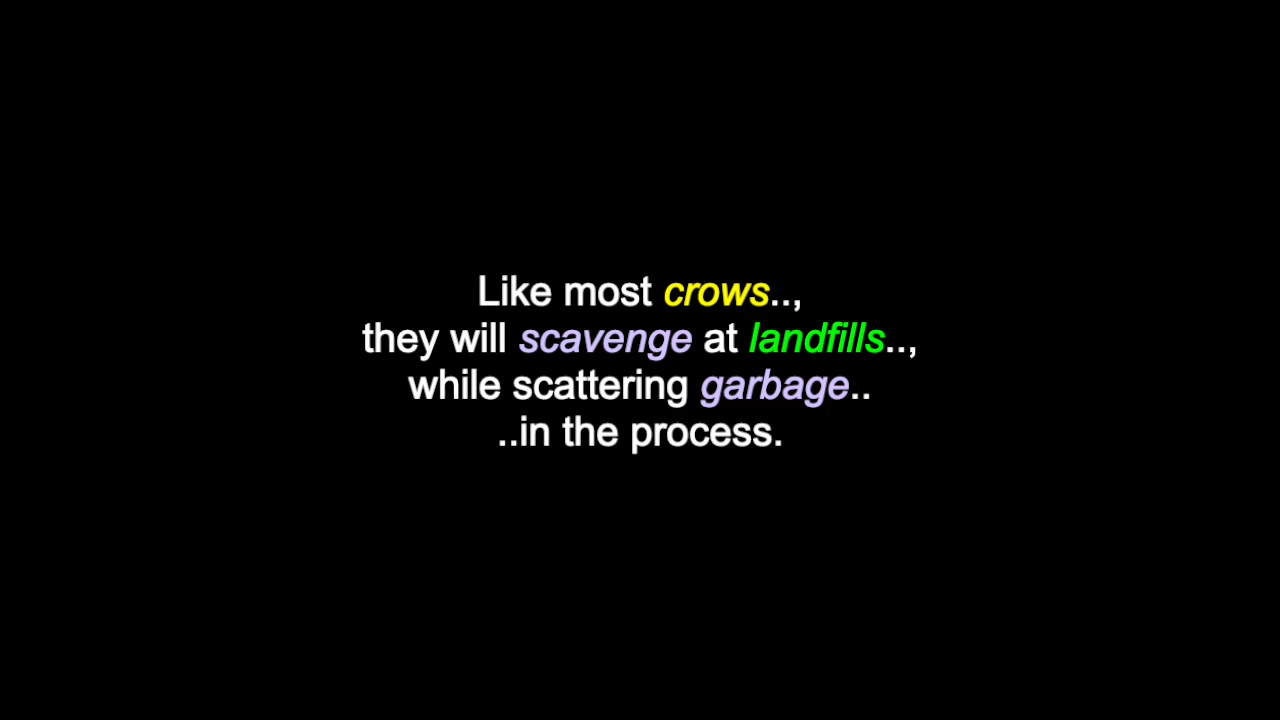 Like most crows..,
they will scavenge at landfills..,
while scattering garbage..
..in the process.